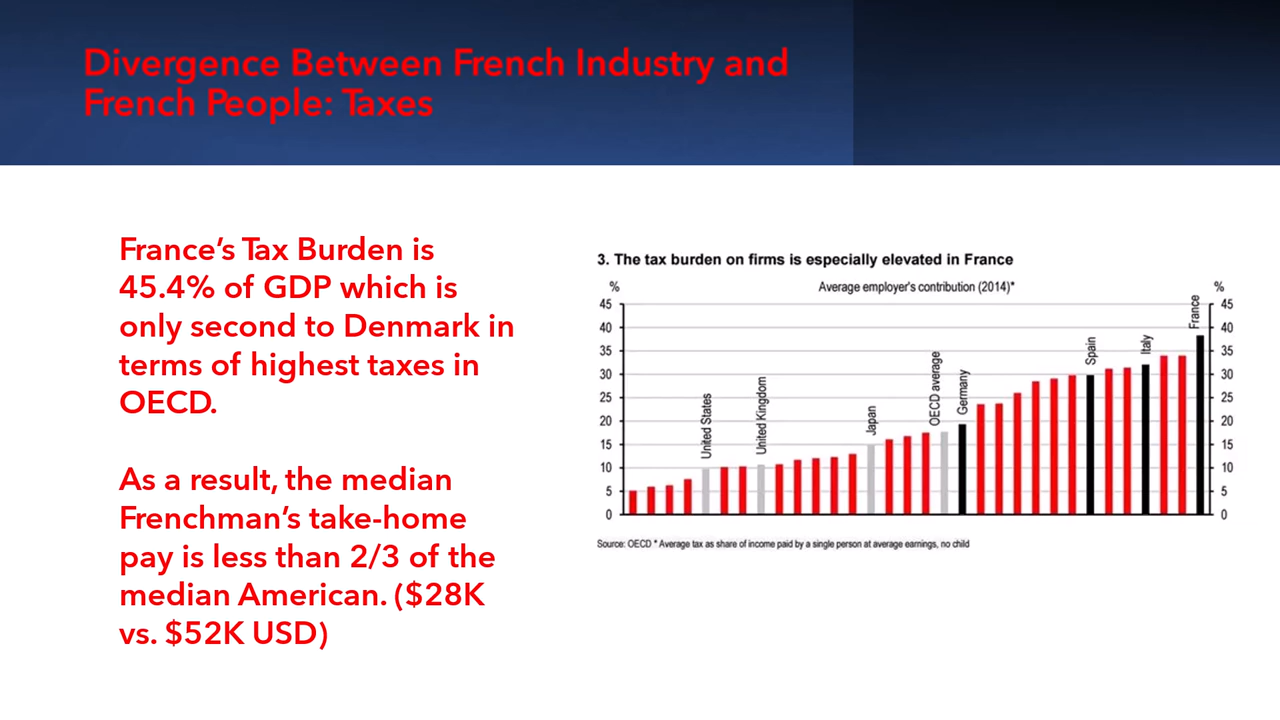 Divergence Between French Industry and
French People: Taxes
France’s Tax Burden is
45.4% of GDP which is
only second to Denmark in
terms of highest taxes in
OECD.
As a result, the median
Frenchman’s take-home
pay is less than 2/3 of the
median American. ($28K
vs. $52K USD)
3. The tax burden on firms is especially elevated in France
% Average employer's contribution (2014)* %
45 45
40 40
35 35
30 30
25 25
20 20
15 15
10 10
5 5
0 0
United States
United Kingdom
Japan
OECD average
Germany
Spain
Italy
France
Source: OECD * Average tax as share of income paid by a single person at average earnings, no child